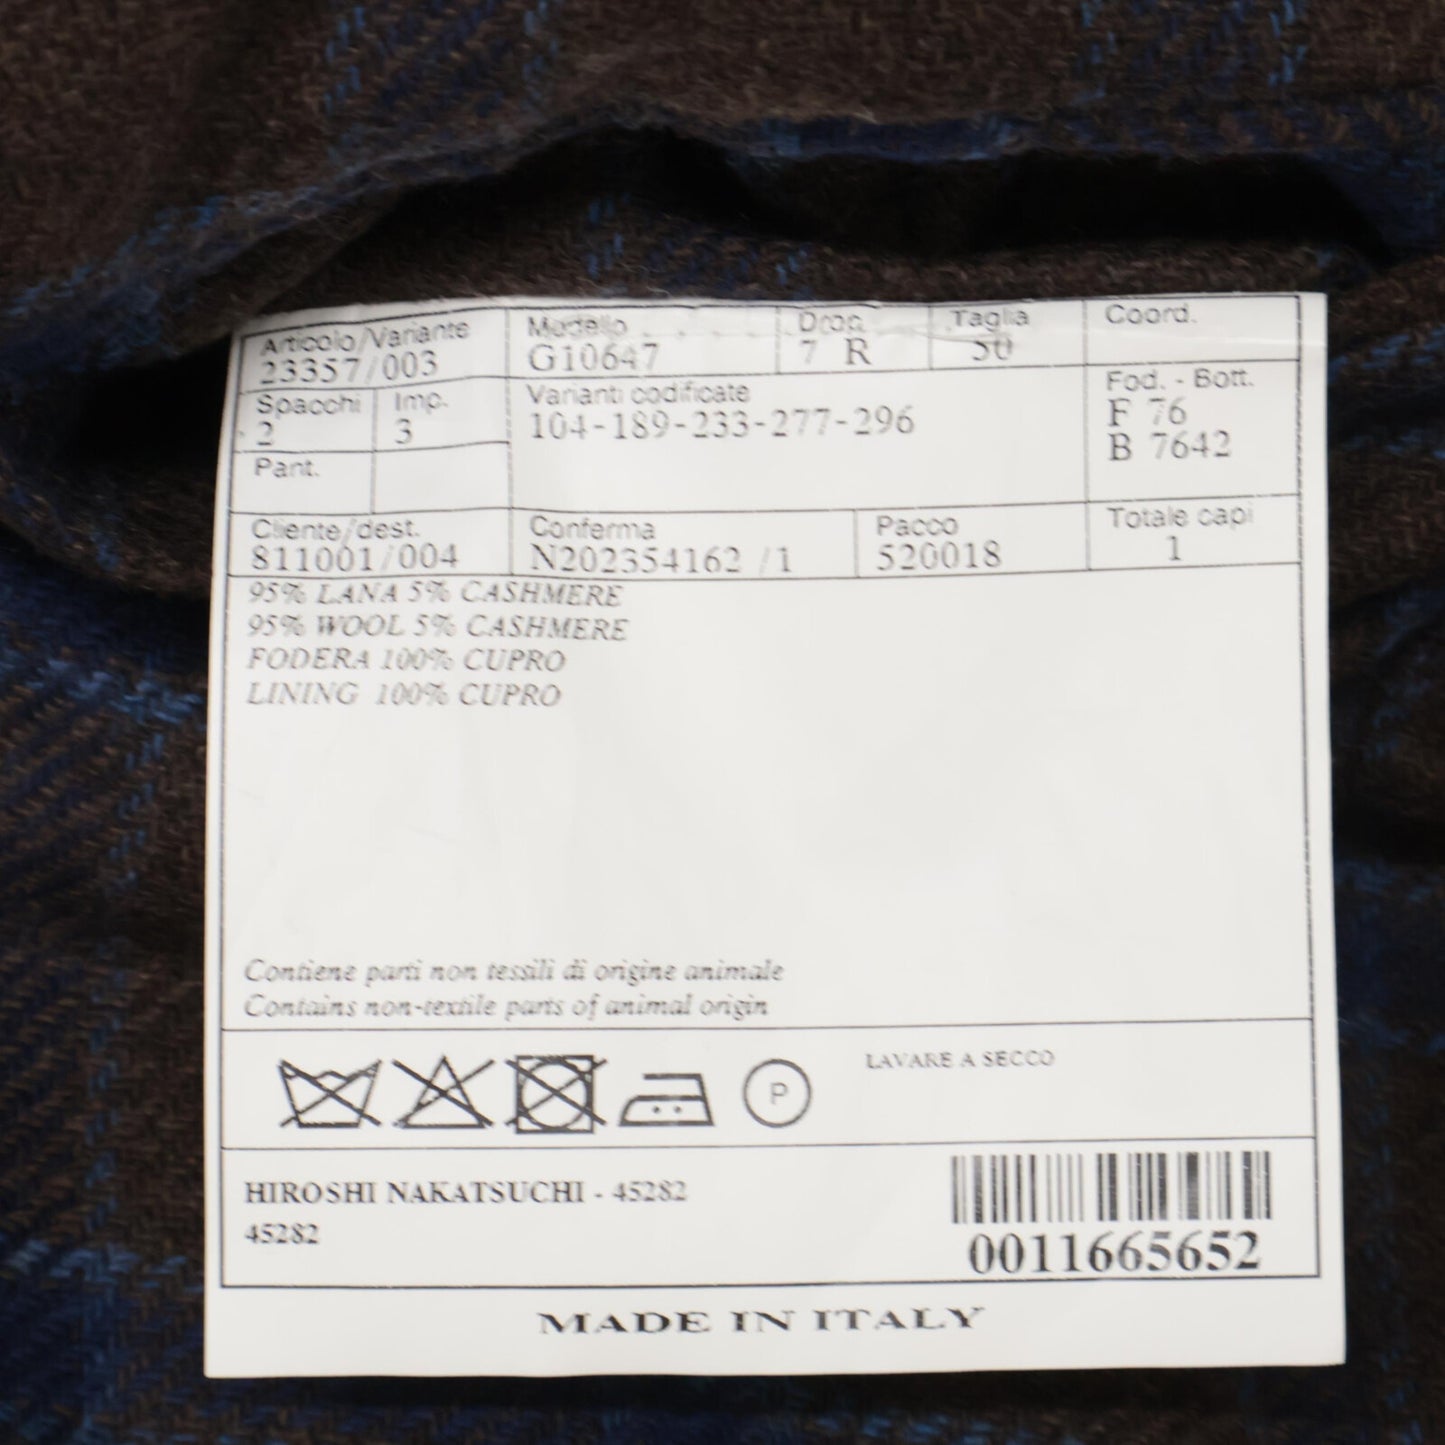 Articolo/Variante Modello Drop Taglia Coord.
23357/003 G10647 7 R 50
Spacchi Imp. Varianti codificate Fod. - Bott.
2 3 104-189-233-277-296 F 76
B 7642
Pant.
Cliente/dest. Conferma Pacco Totale capi
811001/004 N202354162 /1 520018 1
95% LANA 5% CASHMERE
95% WOOL 5% CASHMERE
FODERA 100% CUPRO
LINING 100% CUPRO
Contiene parti non tessili di origine animale
Contains non-textile parts of animal origin
P LAVARE A SECCO
HIROSHI NAKATSUCHI - 45282
45282
0011665652
MADE IN ITALY